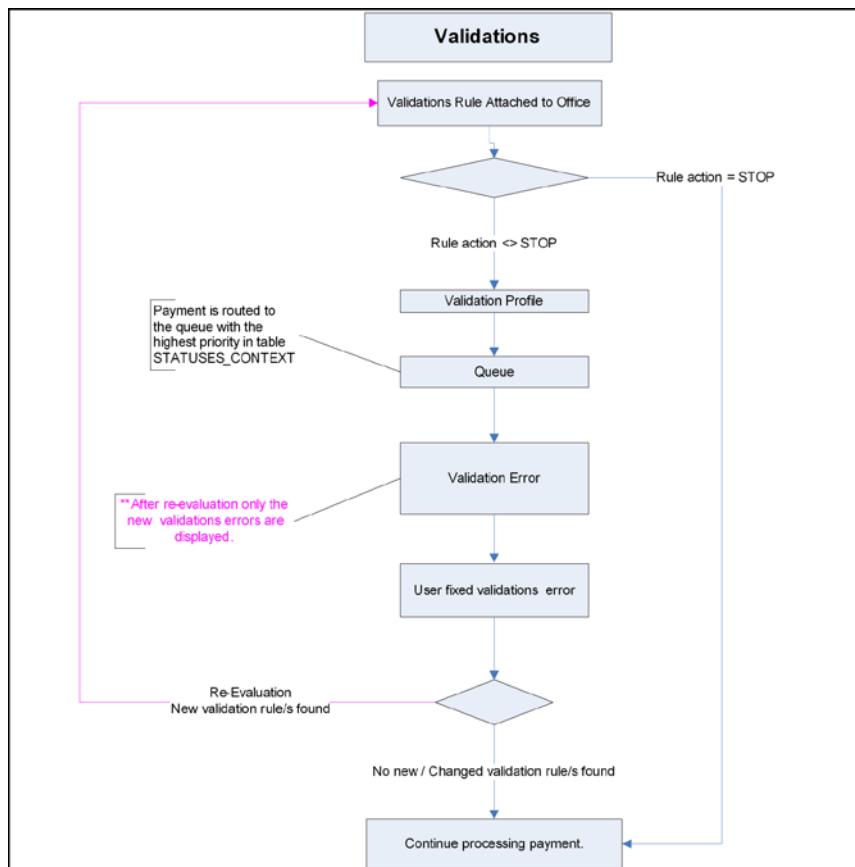 Validations
Validations Rule Attached to Office
Rule action = STOP
Rule action <> STOP
Validation Profile
Payment is routed to
the queue with the
highest priority in table
STATUSES_CONTEXT
Queue
Validation Error
**After re-evaluation only the
new validations errors are
displayed.
User fixed validations error
Re-Evaluation
New validation rule/s found
No new / Changed validation rule/s found
Continue processing payment.